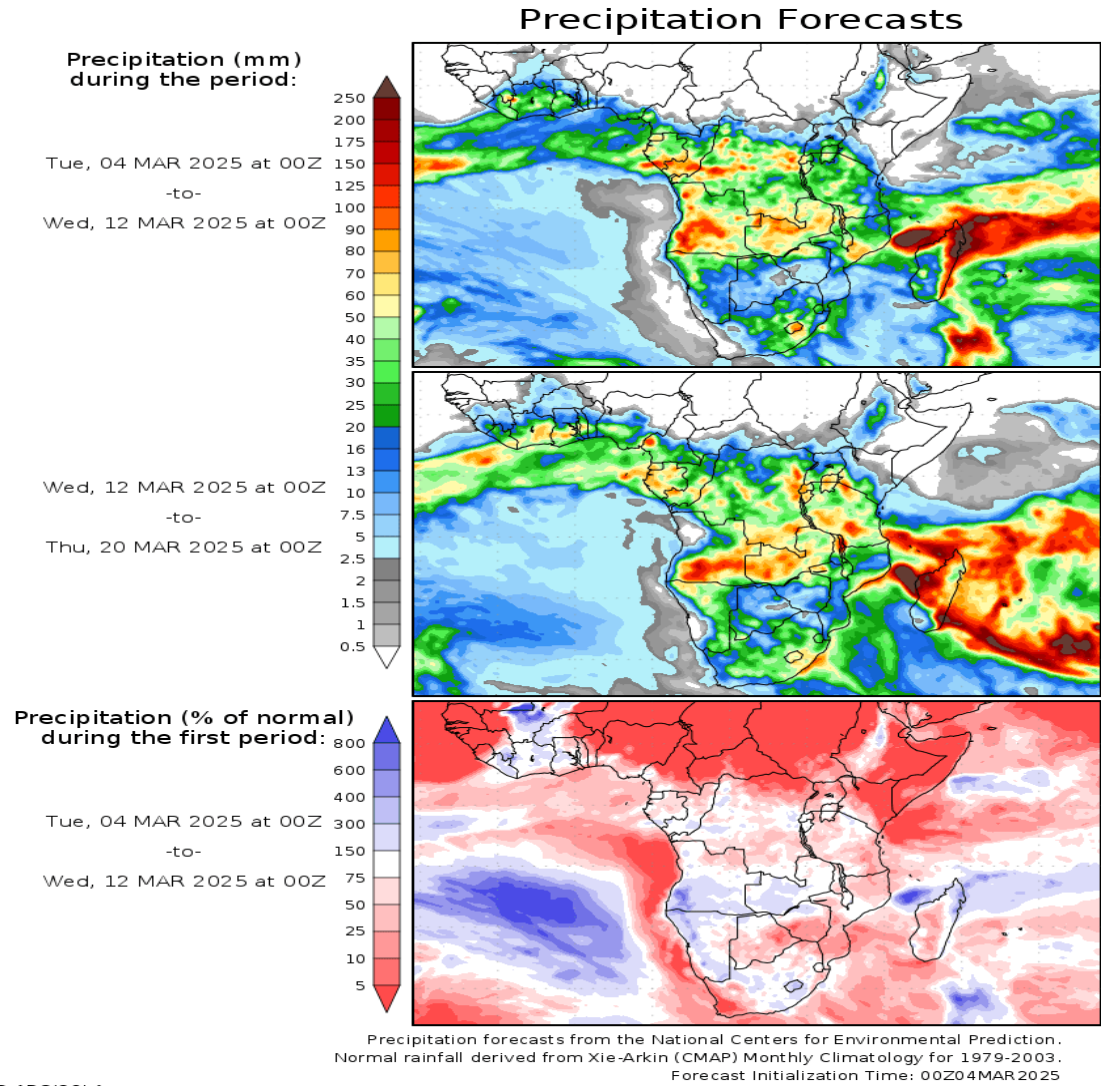 Precipitation Forecasts
Precipitation (mm)
during the period:
Tue, 04 MAR 2025 at 00Z
-to-
Wed, 12 MAR 2025 at 00Z
250
200
175
150
125
100
90
80
70
60
50
40
35
30
25
20
16
13
10
7.5
5
2.5
2
1.5
1
0.5
Wed, 12 MAR 2025 at 00Z
-to-
Thu, 20 MAR 2025 at 00Z
Precipitation (% of normal)
during the first period:
Tue, 04 MAR 2025 at 00Z
-to-
Wed, 12 MAR 2025 at 00Z
800
600
400
300
150
75
50
25
10
5
Precipitation forecasts from the National Centers for Environmental Prediction.
Normal rainfall derived from Xie-Arkin (CMAP) Monthly Climatology for 1979-2003.
Forecast Initialization Time: 00Z04MAR2025